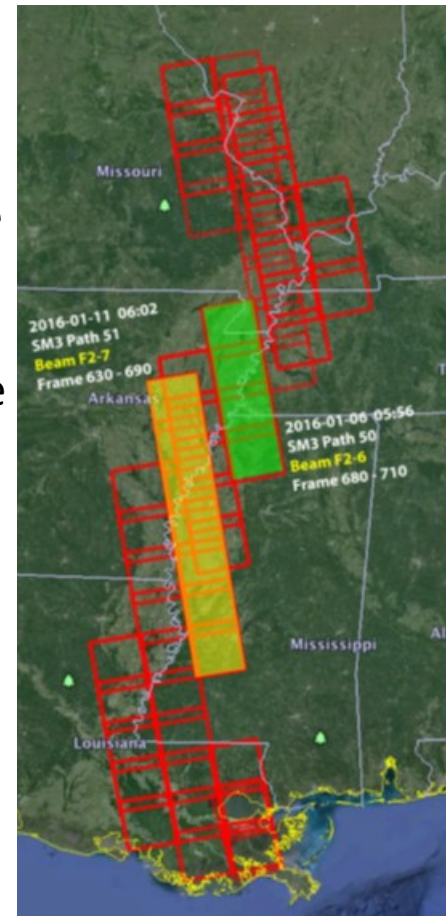 Missouri
2016-01-11 06:02
SM3 Path 51
Beam F2-7
Frame 630 - 690
Arkansas
2016-01-06 05:56
SM3 Path 50
Beam F2-6
Frame 680 - 710
Mississippi
Louisiana